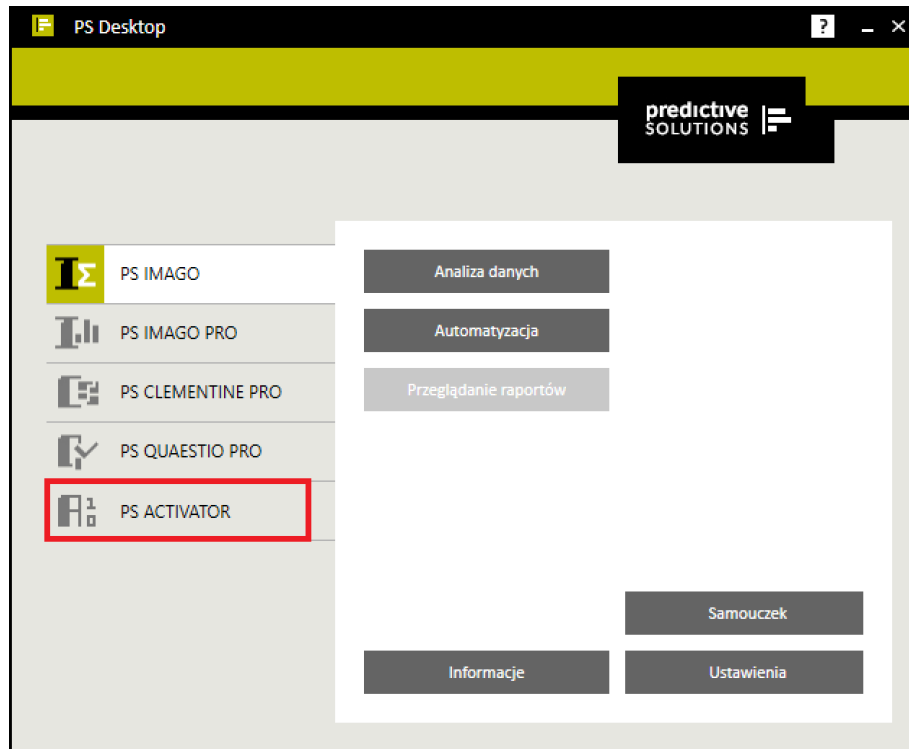 PS Desktop
?
predictive
SOLUTIONS
PS IMAGO
PS IMAGO PRO
PS CLEMENTINE PRO
PS QUAESTIO PRO
PS ACTIVATOR
Analiza danych
Automatyzacja
Przeglądanie raportów
Samouczek
Informacje
Ustawienia